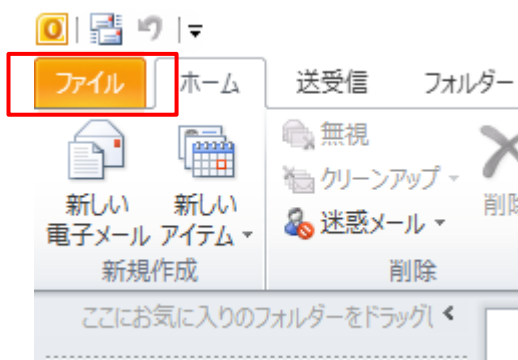 ファイル ホーム 送受信 フォルダー
無視
クリーンアップ
迷惑メール
新しい 電子メール
新しい アイテム
削除
新規作成 削除
ここにお気に入りのフォルダーをドラッグし